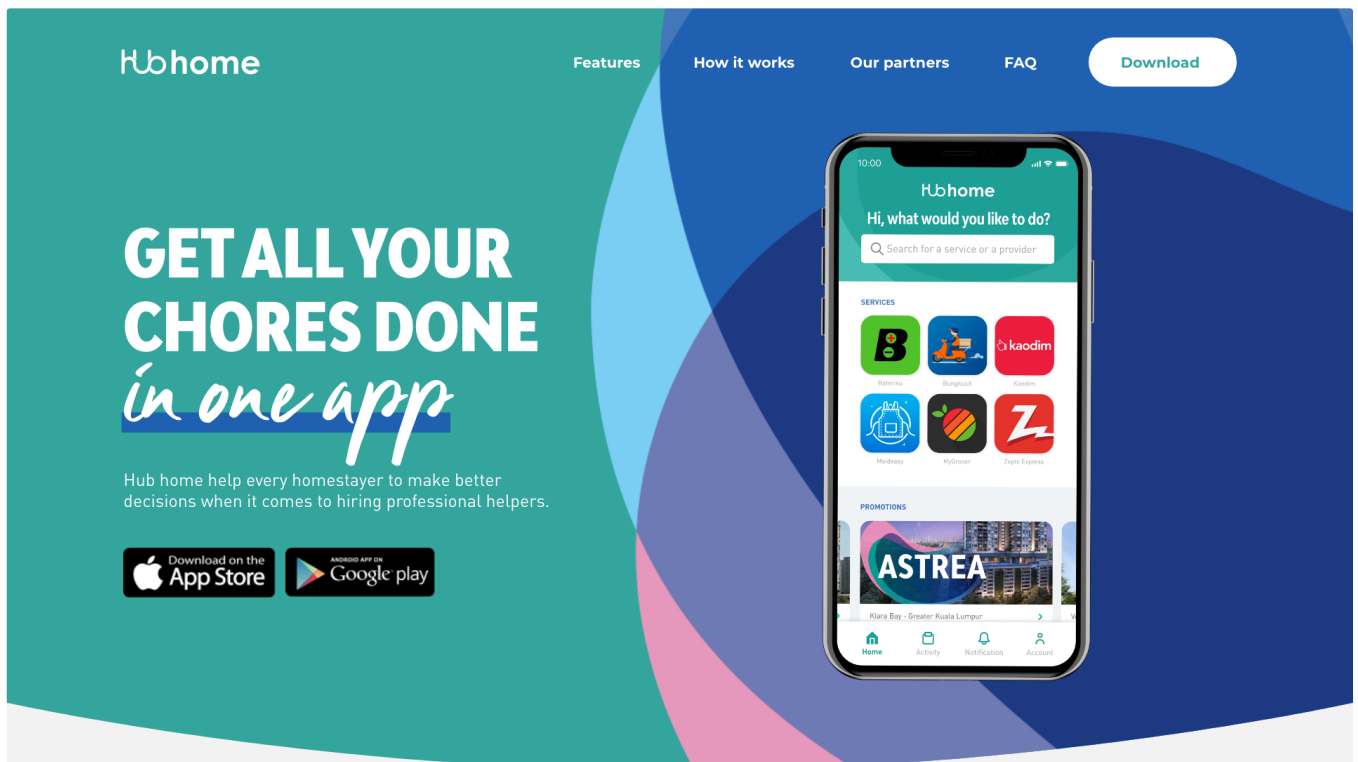 Hub home
Features
How it works
Our partners
FAQ
Download
GET ALL YOUR
CHORES DONE
in one app
Hub home help every homestayer to make better
decisions when it comes to hiring professional helpers.
Download on the
App Store
ANDROID APP ON
Google play
10:00
Hub home
Hi, what would you like to do?
Search for a service or a provider
SERVICES
B
kaodim
Bateriku
Bungkusit
Kaodim
Z
Maideasy
MyGrocer
Zepto Express
PROMOTIONS
ASTREA
Kiara Bay - Greater Kuala Lumpur
Home
Activity
Notification
Account